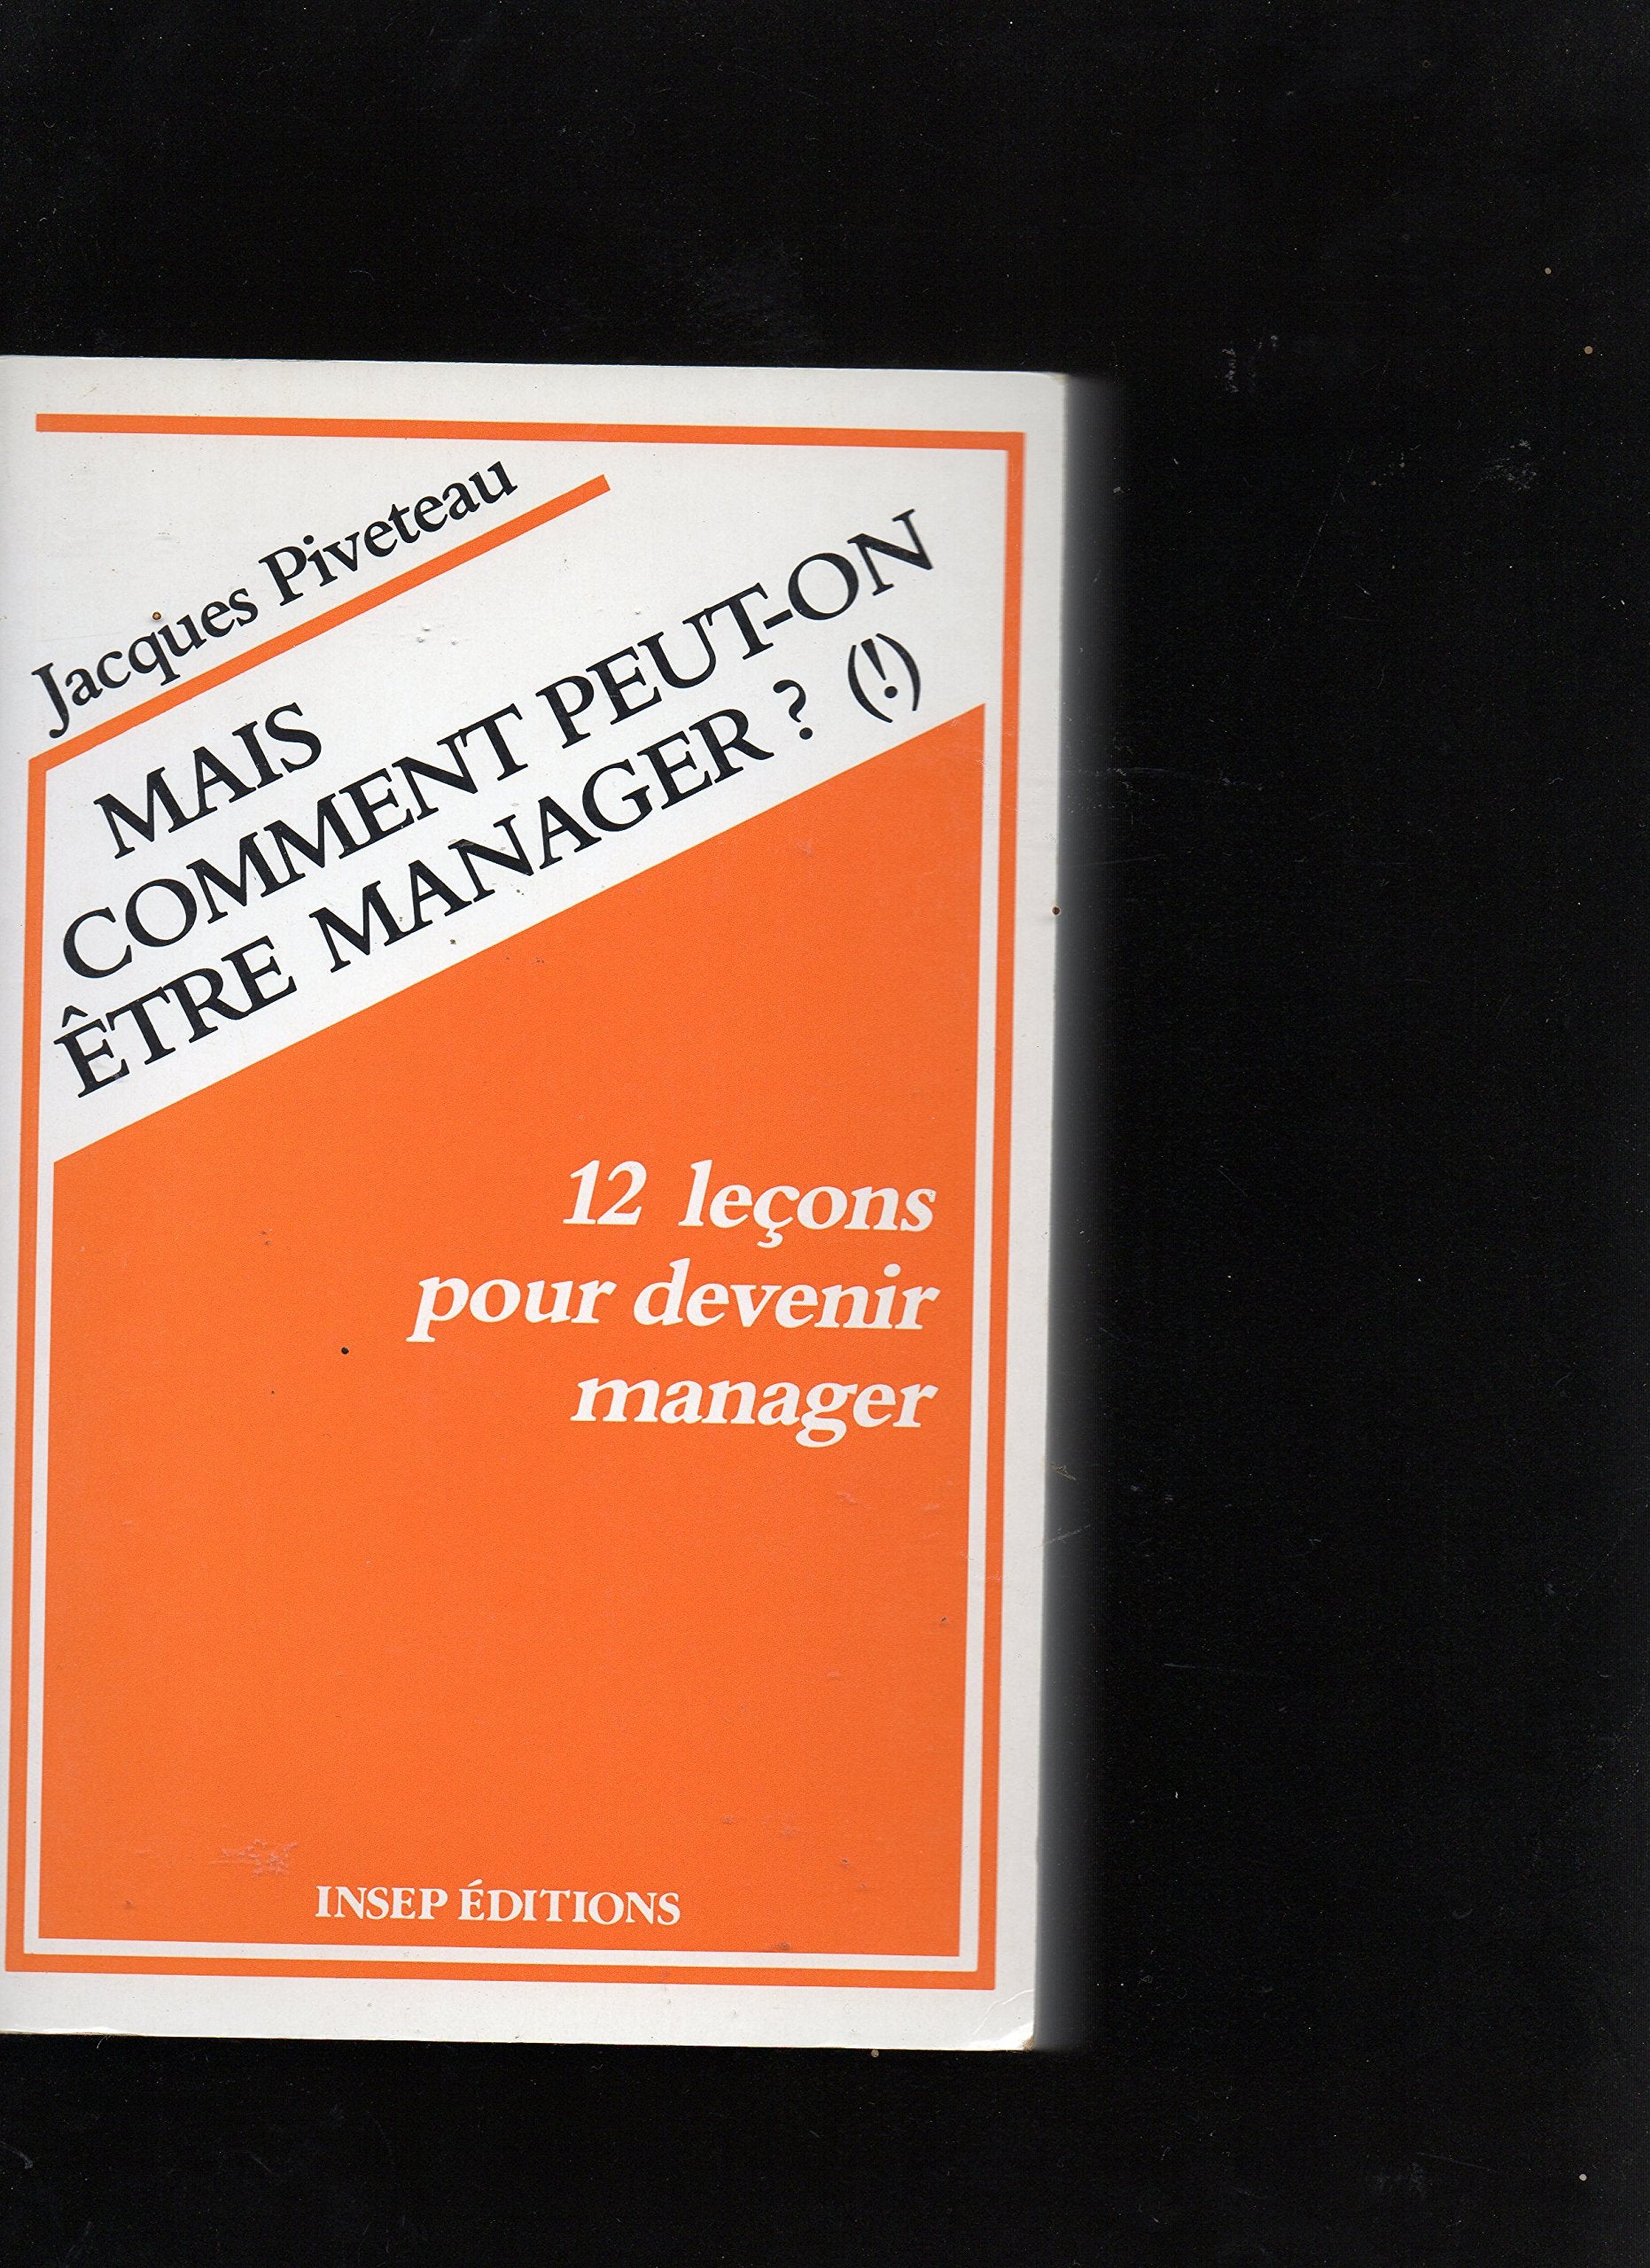 Jacques Piveteau
MAIS
COMMENT PEUT-ON
ÊTRE MANAGER ? (!)
12 leçons
pour devenir
manager
INSEP ÉDITIONS